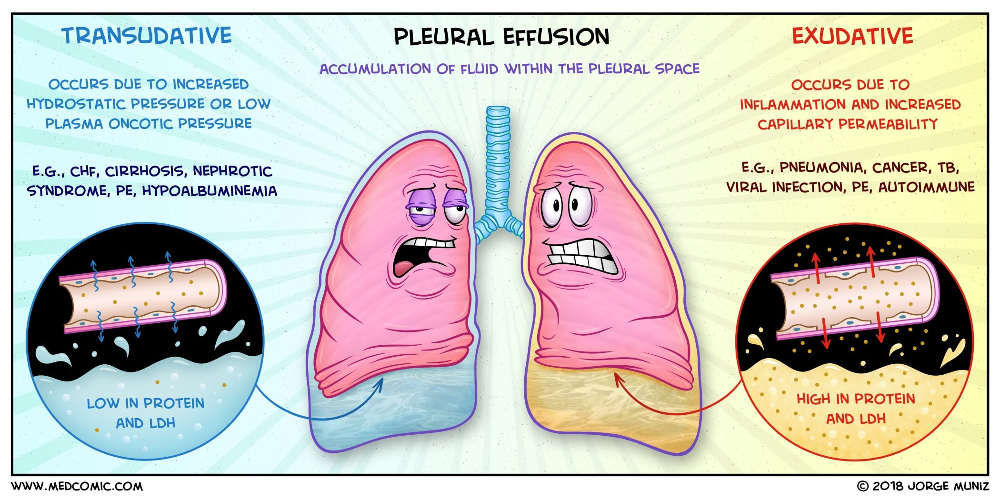 PLEURAL EFFUSION
ACCUMULATION OF FLUID WITHIN THE PLEURAL SPACE
TRANSUDATIVE
OCCURS DUE TO INCREASED
HYDROSTATIC PRESSURE OR LOW
PLASMA ONCOTIC PRESSURE
E.G., CHF, CIRRHOSIS, NEPHROTIC
SYNDROME, PE, HYPOALBUMINEMIA
LOW IN PROTEIN
AND LDH
EXUDATIVE
OCCURS DUE TO
INFLAMMATION AND INCREASED
CAPILLARY PERMEABILITY
E.G., PNEUMONIA, CANCER, TB,
VIRAL INFECTION, PE, AUTOIMMUNE
HIGH IN PROTEIN
AND LDH
WWW.MEDCOMIC.COM
© 2018 JORGE MUNIZ